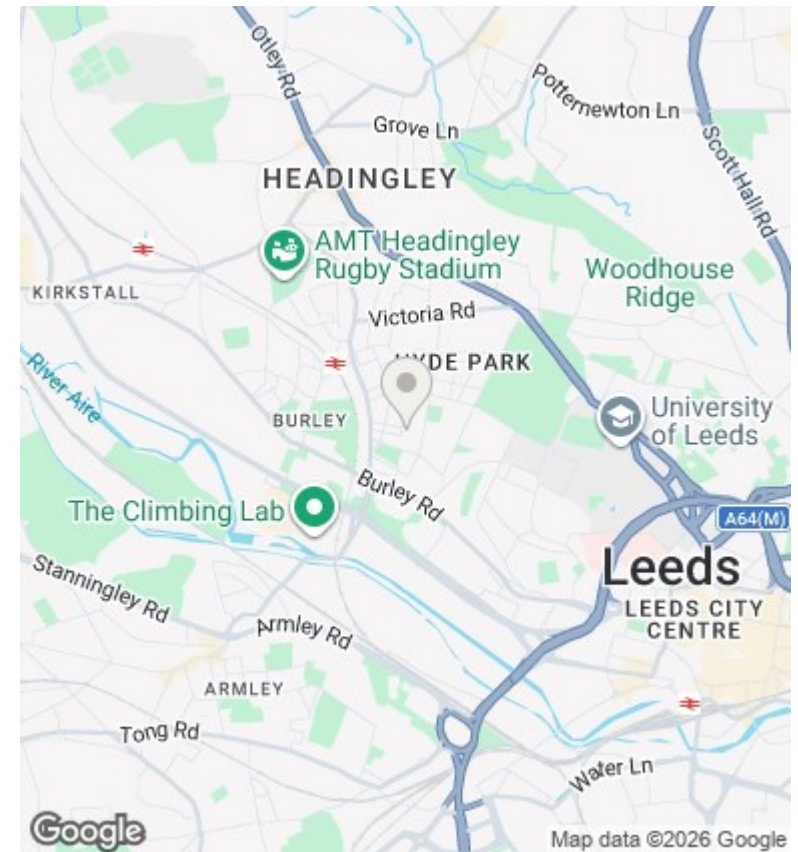 Otley Rd
Potternewton Ln
Grove Ln
Scott Hall Rd
HEADINGLEY
AMT Headingley
Rugby Stadium
Woodhouse
Ridge
KIRKSTALL
Victoria Rd
HYDE PARK
River Aire
BURLEY
University
of Leeds
Burley Rd
The Climbing Lab
A64(M)
Leeds
LEEDS CITY
CENTRE
Stanningley Rd
Armley Rd
ARMLEY
Tong Rd
Water Ln
Google
Map data ©2026 Google